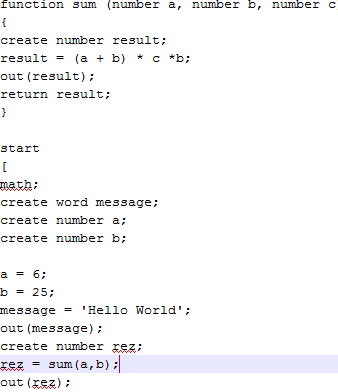 function sum (number a, number b, number c
{
create number result;
result = (a + b) * c *b;
out(result);
return result;
}
start
[
math;
create word message;
create number a;
create number b;
a = 6;
b = 25;
message = 'Hello World';
out(message);
create number rez;
rez = sum(a,b);
out(rez);